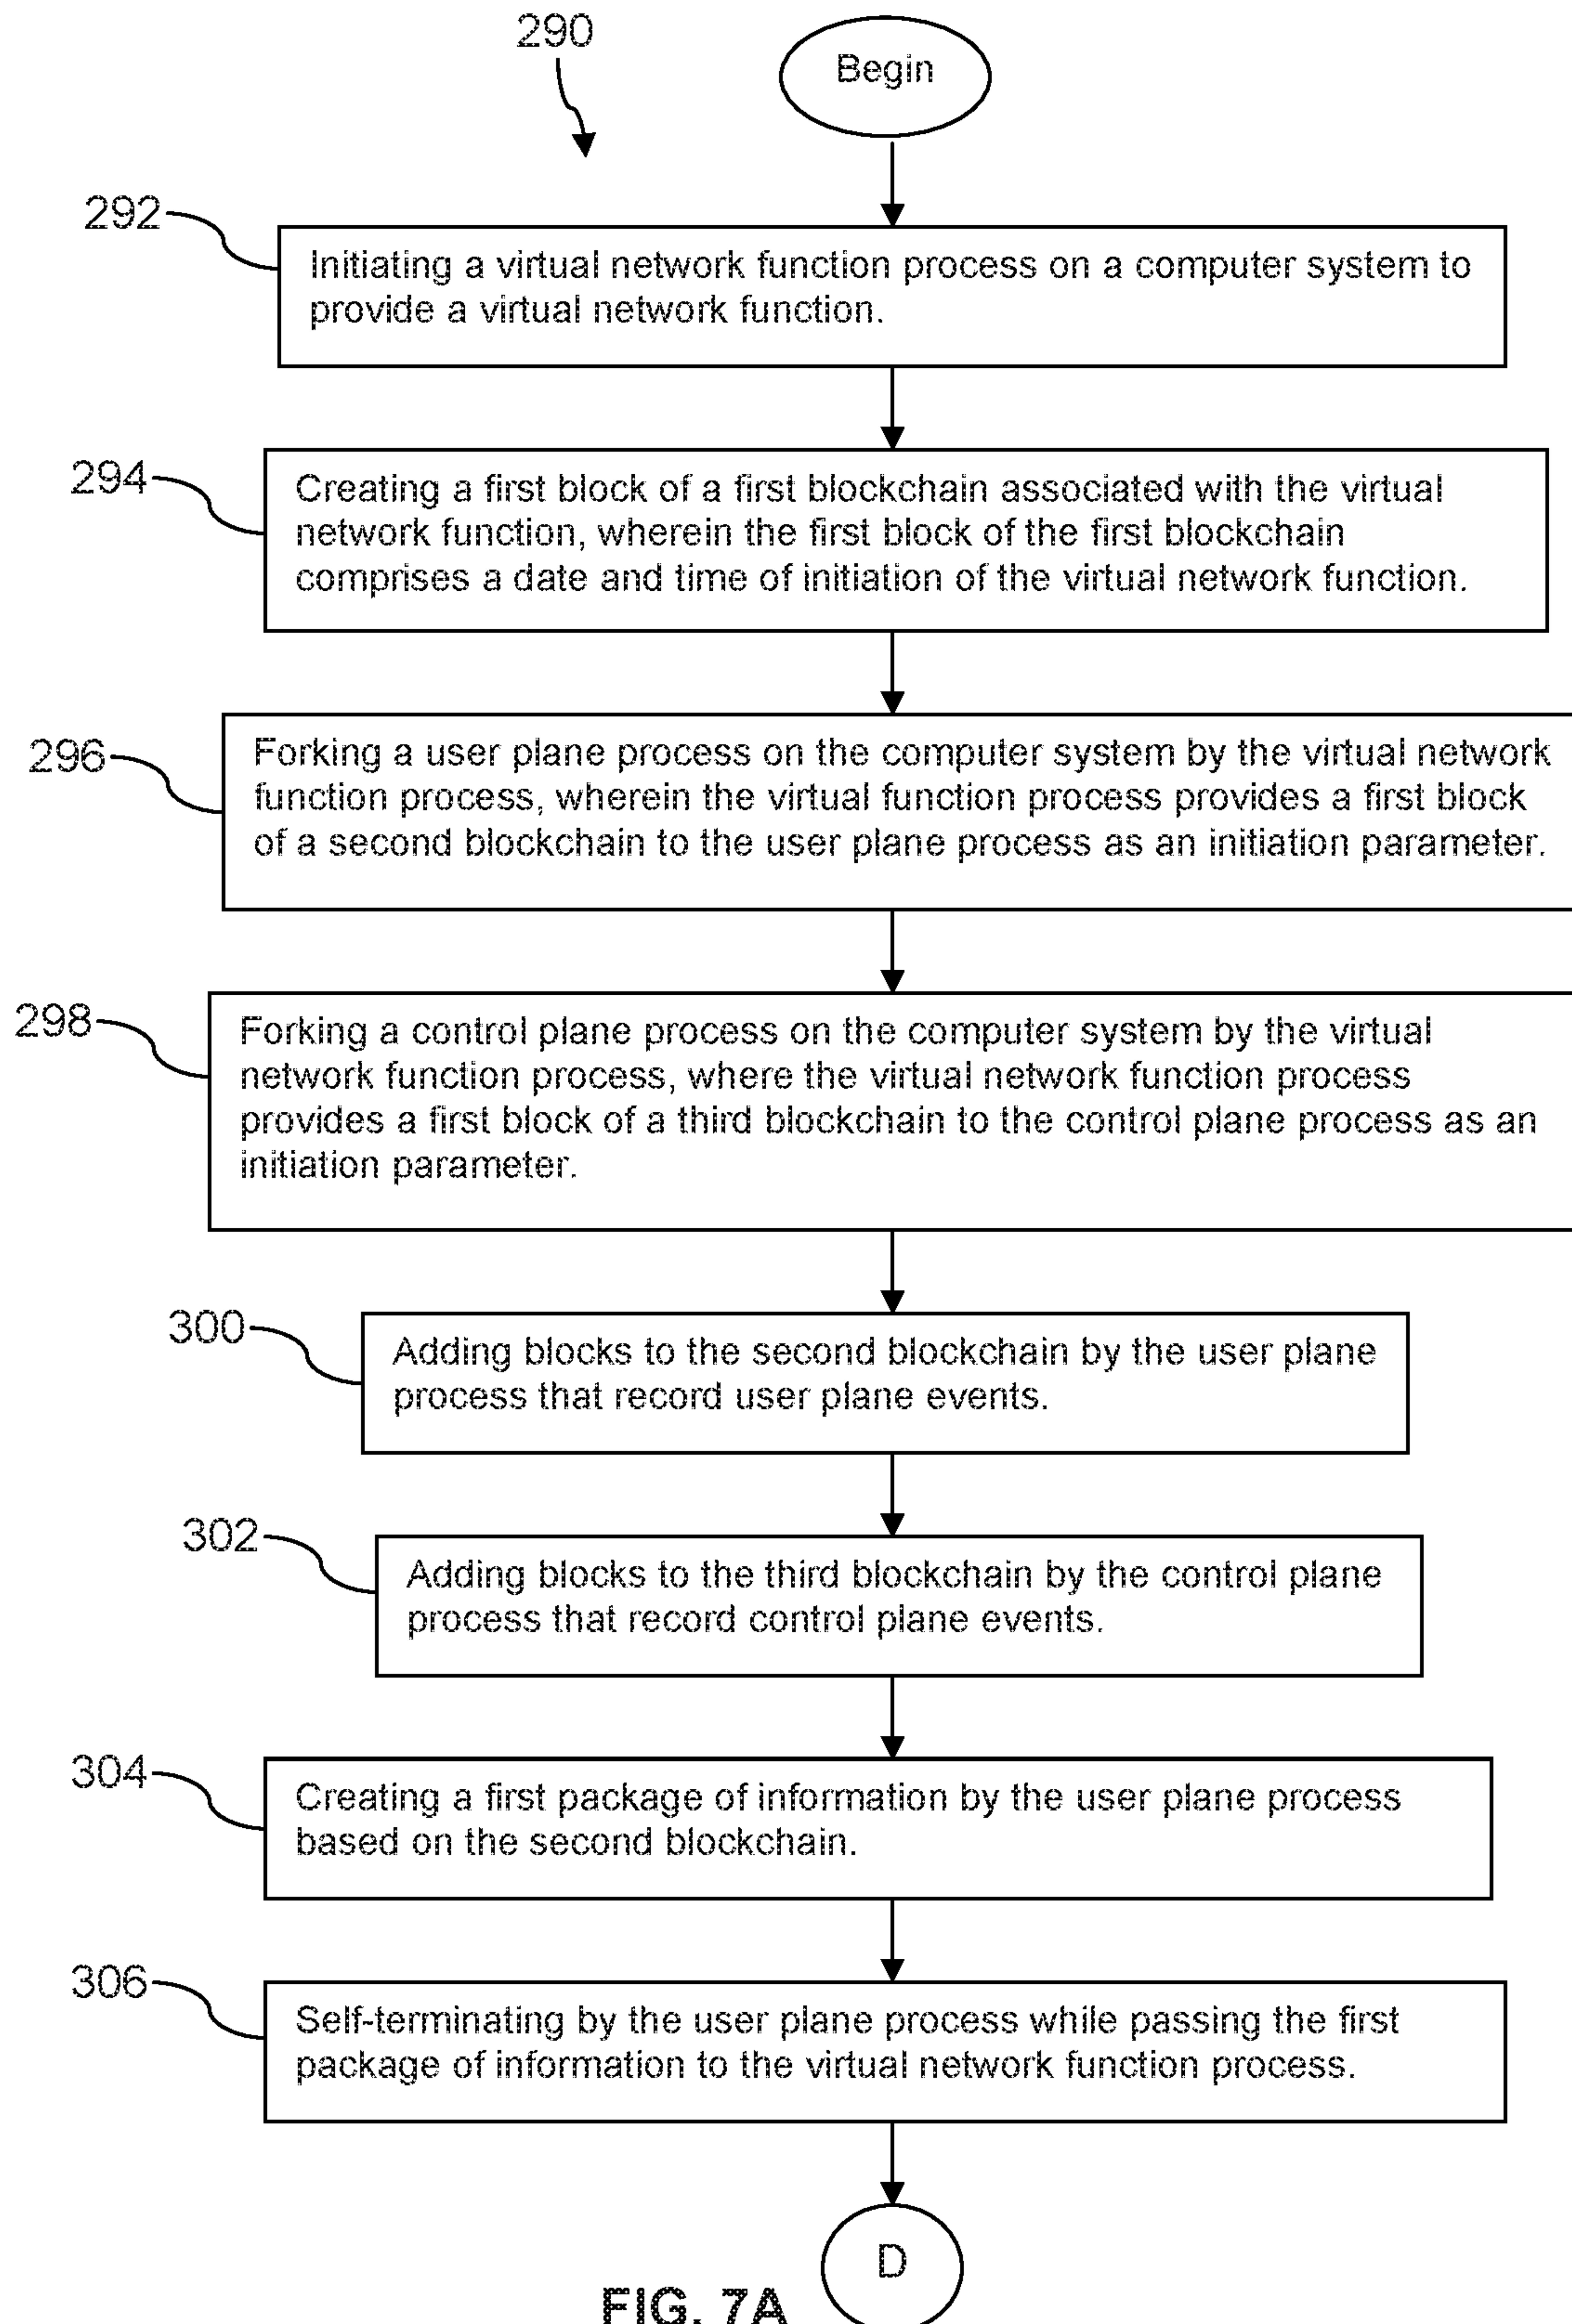 290
Begin
292
Initiating a virtual network function process on a computer system to
provide a virtual network function.
294
Creating a first block of a first blockchain associated with the virtual
network function, wherein the first block of the first blockchain
comprises a date and time of initiation of the virtual network function.
296
Forking a user plane process on the computer system by the virtual network
function process, wherein the virtual function process provides a first block
of a second blockchain to the user plane process as an initiation parameter.
298
Forking a control plane process on the computer system by the virtual
network function process, where the virtual network function process
provides a first block of a third blockchain to the control plane process as an
initiation parameter.
300
Adding blocks to the second blockchain by the user plane
process that record user plane events.
302
Adding blocks to the third blockchain by the control plane
process that record control plane events.
304
Creating a first package of information by the user plane process
based on the second blockchain.
306
Self-terminating by the user plane process while passing the first
package of information to the virtual network function process.
D
FIG. 7A